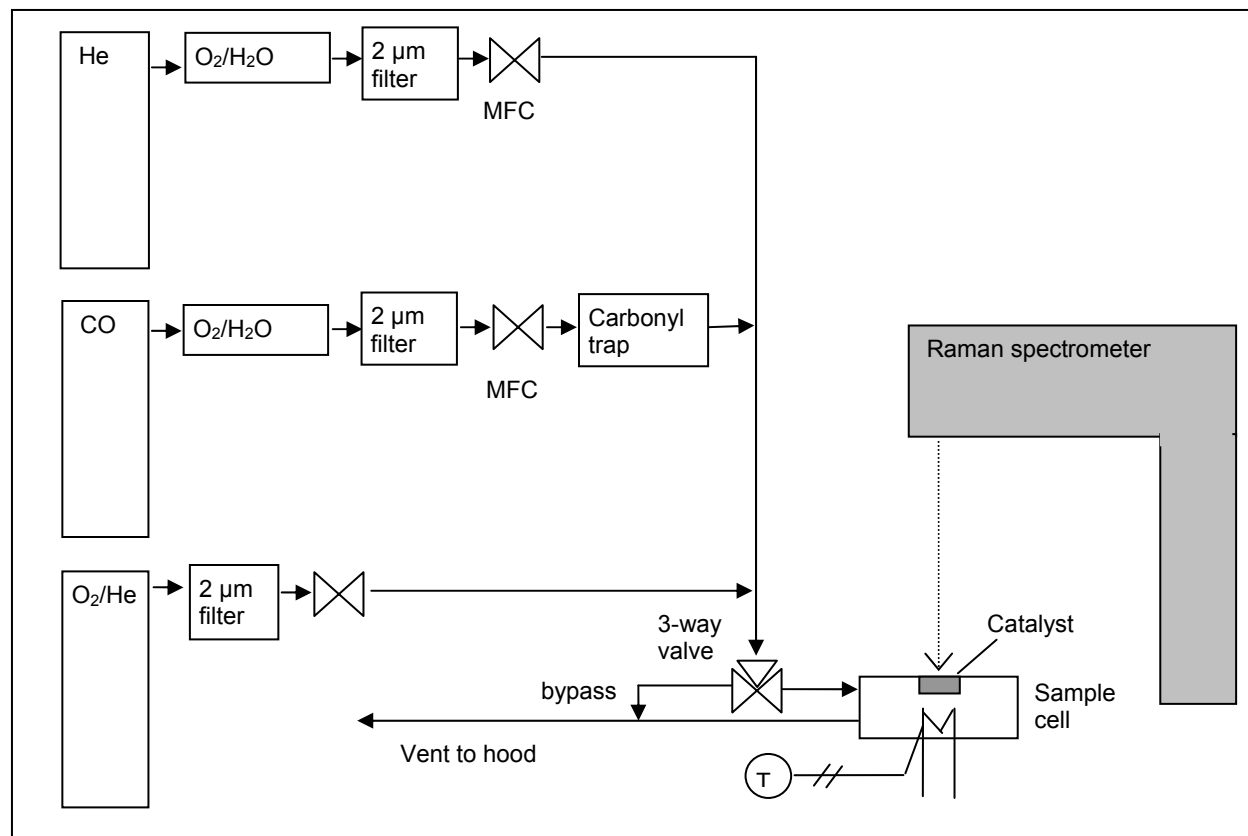 He
O₂/H₂O
2 µm
filter
MFC
CO
O₂/H₂O
2 µm
filter
MFC
Carbonyl
trap
Raman spectrometer
O₂/He
2 µm
filter
3-way
valve
Catalyst
bypass
Sample
cell
Vent to hood
T